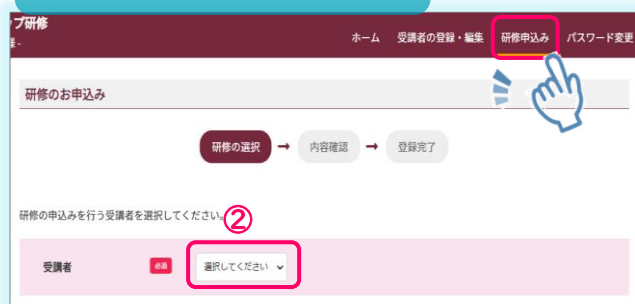 プ研修
様 -
ホーム 受講者の登録・編集 研修申込み パスワード変更
研修のお申込み
研修の選択 → 内容確認 → 登録完了
研修の申込みを行う受講者を選択してください。
②
受講者 必須 選択してください